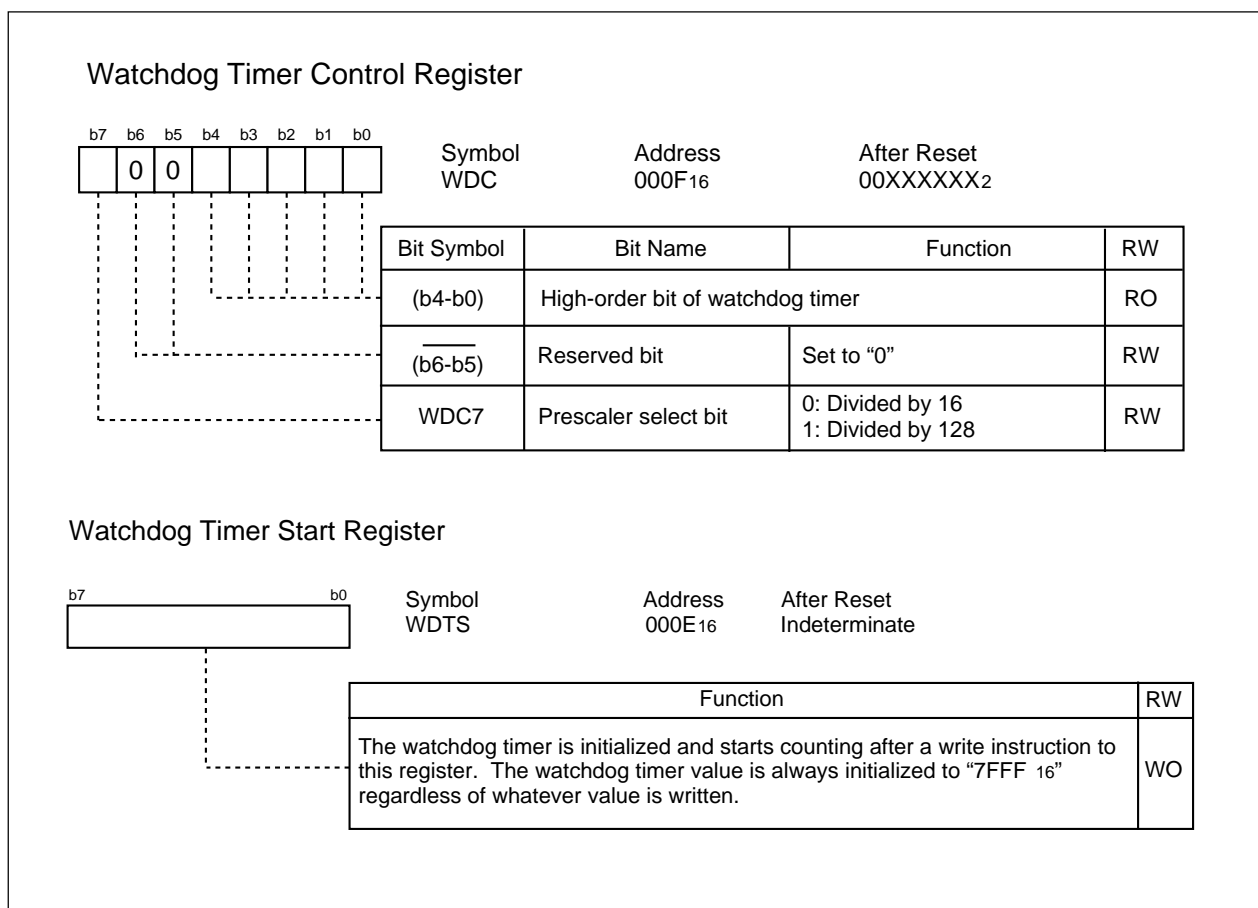 Watchdog Timer Control Register
b7 b6 b5 b4 b3 b2 b1 b0
0 0
Symbol Address After Reset
WDC 000F16 00XXXXXX2
Bit Symbol Bit Name Function RW
(b4-b0) High-order bit of watchdog timer RO
(b6-b5) Reserved bit Set to “0” RW
WDC7 Prescaler select bit 0: Divided by 16 RW
1: Divided by 128
Watchdog Timer Start Register
b7 b0
Symbol Address After Reset
WDTS 000E16 Indeterminate
Function RW
The watchdog timer is initialized and starts counting after a write instruction to
this register. The watchdog timer value is always initialized to “7FFF 16” WO
regardless of whatever value is written.